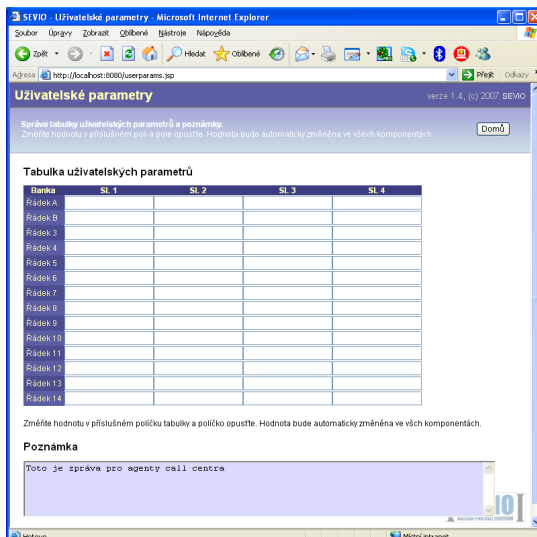 SEVIO - Uživatelské parametry - Microsoft Internet Explorer
Soubor Úpravy Zobrazit Oblíbené Nástroje Nápověda
Zpět Hledat Oblíbené
Adresa http://localhost:8080/userparams.jsp Přejít Odkazy
Uživatelské parametry verze 1.4, (c) 2007 SEVIO
Správa tabulky uživatelských parametrů a poznámky.
Změňte hodnotu v příslušném poli a pole opusťte. Hodnota bude automaticky změněna ve všech komponentách.
Domů
Tabulka uživatelských parametrů
Banka Sl. 1 Sl. 2 Sl. 3 Sl. 4
Řádek A
Řádek B
Řádek 3
Řádek 4
Řádek 5
Řádek 6
Řádek 7
Řádek 8
Řádek 9
Řádek 10
Řádek 11
Řádek 12
Řádek 13
Řádek 14
Změňte hodnotu v příslušném políčku tabulky a políčko opusťte. Hodnota bude automaticky změněna ve všch komponentách.
Poznámka
Toto je zpráva pro agenty call centra
Hotovo Místní intranet